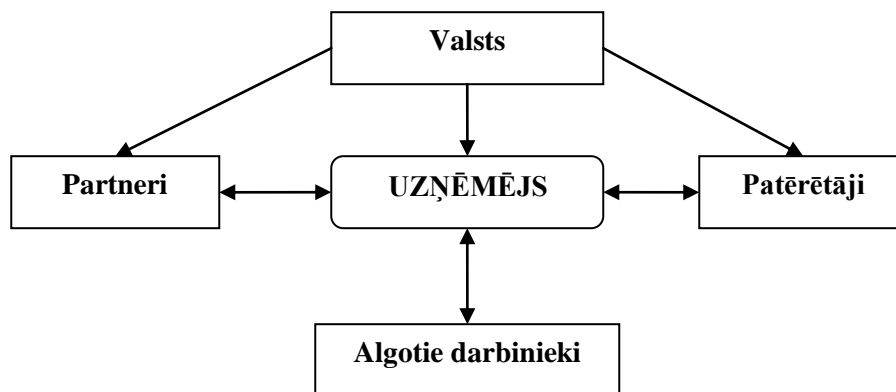 Valsts
Partneri
UZŅĒMĒJS
Patērētāji
Algotie darbinieki